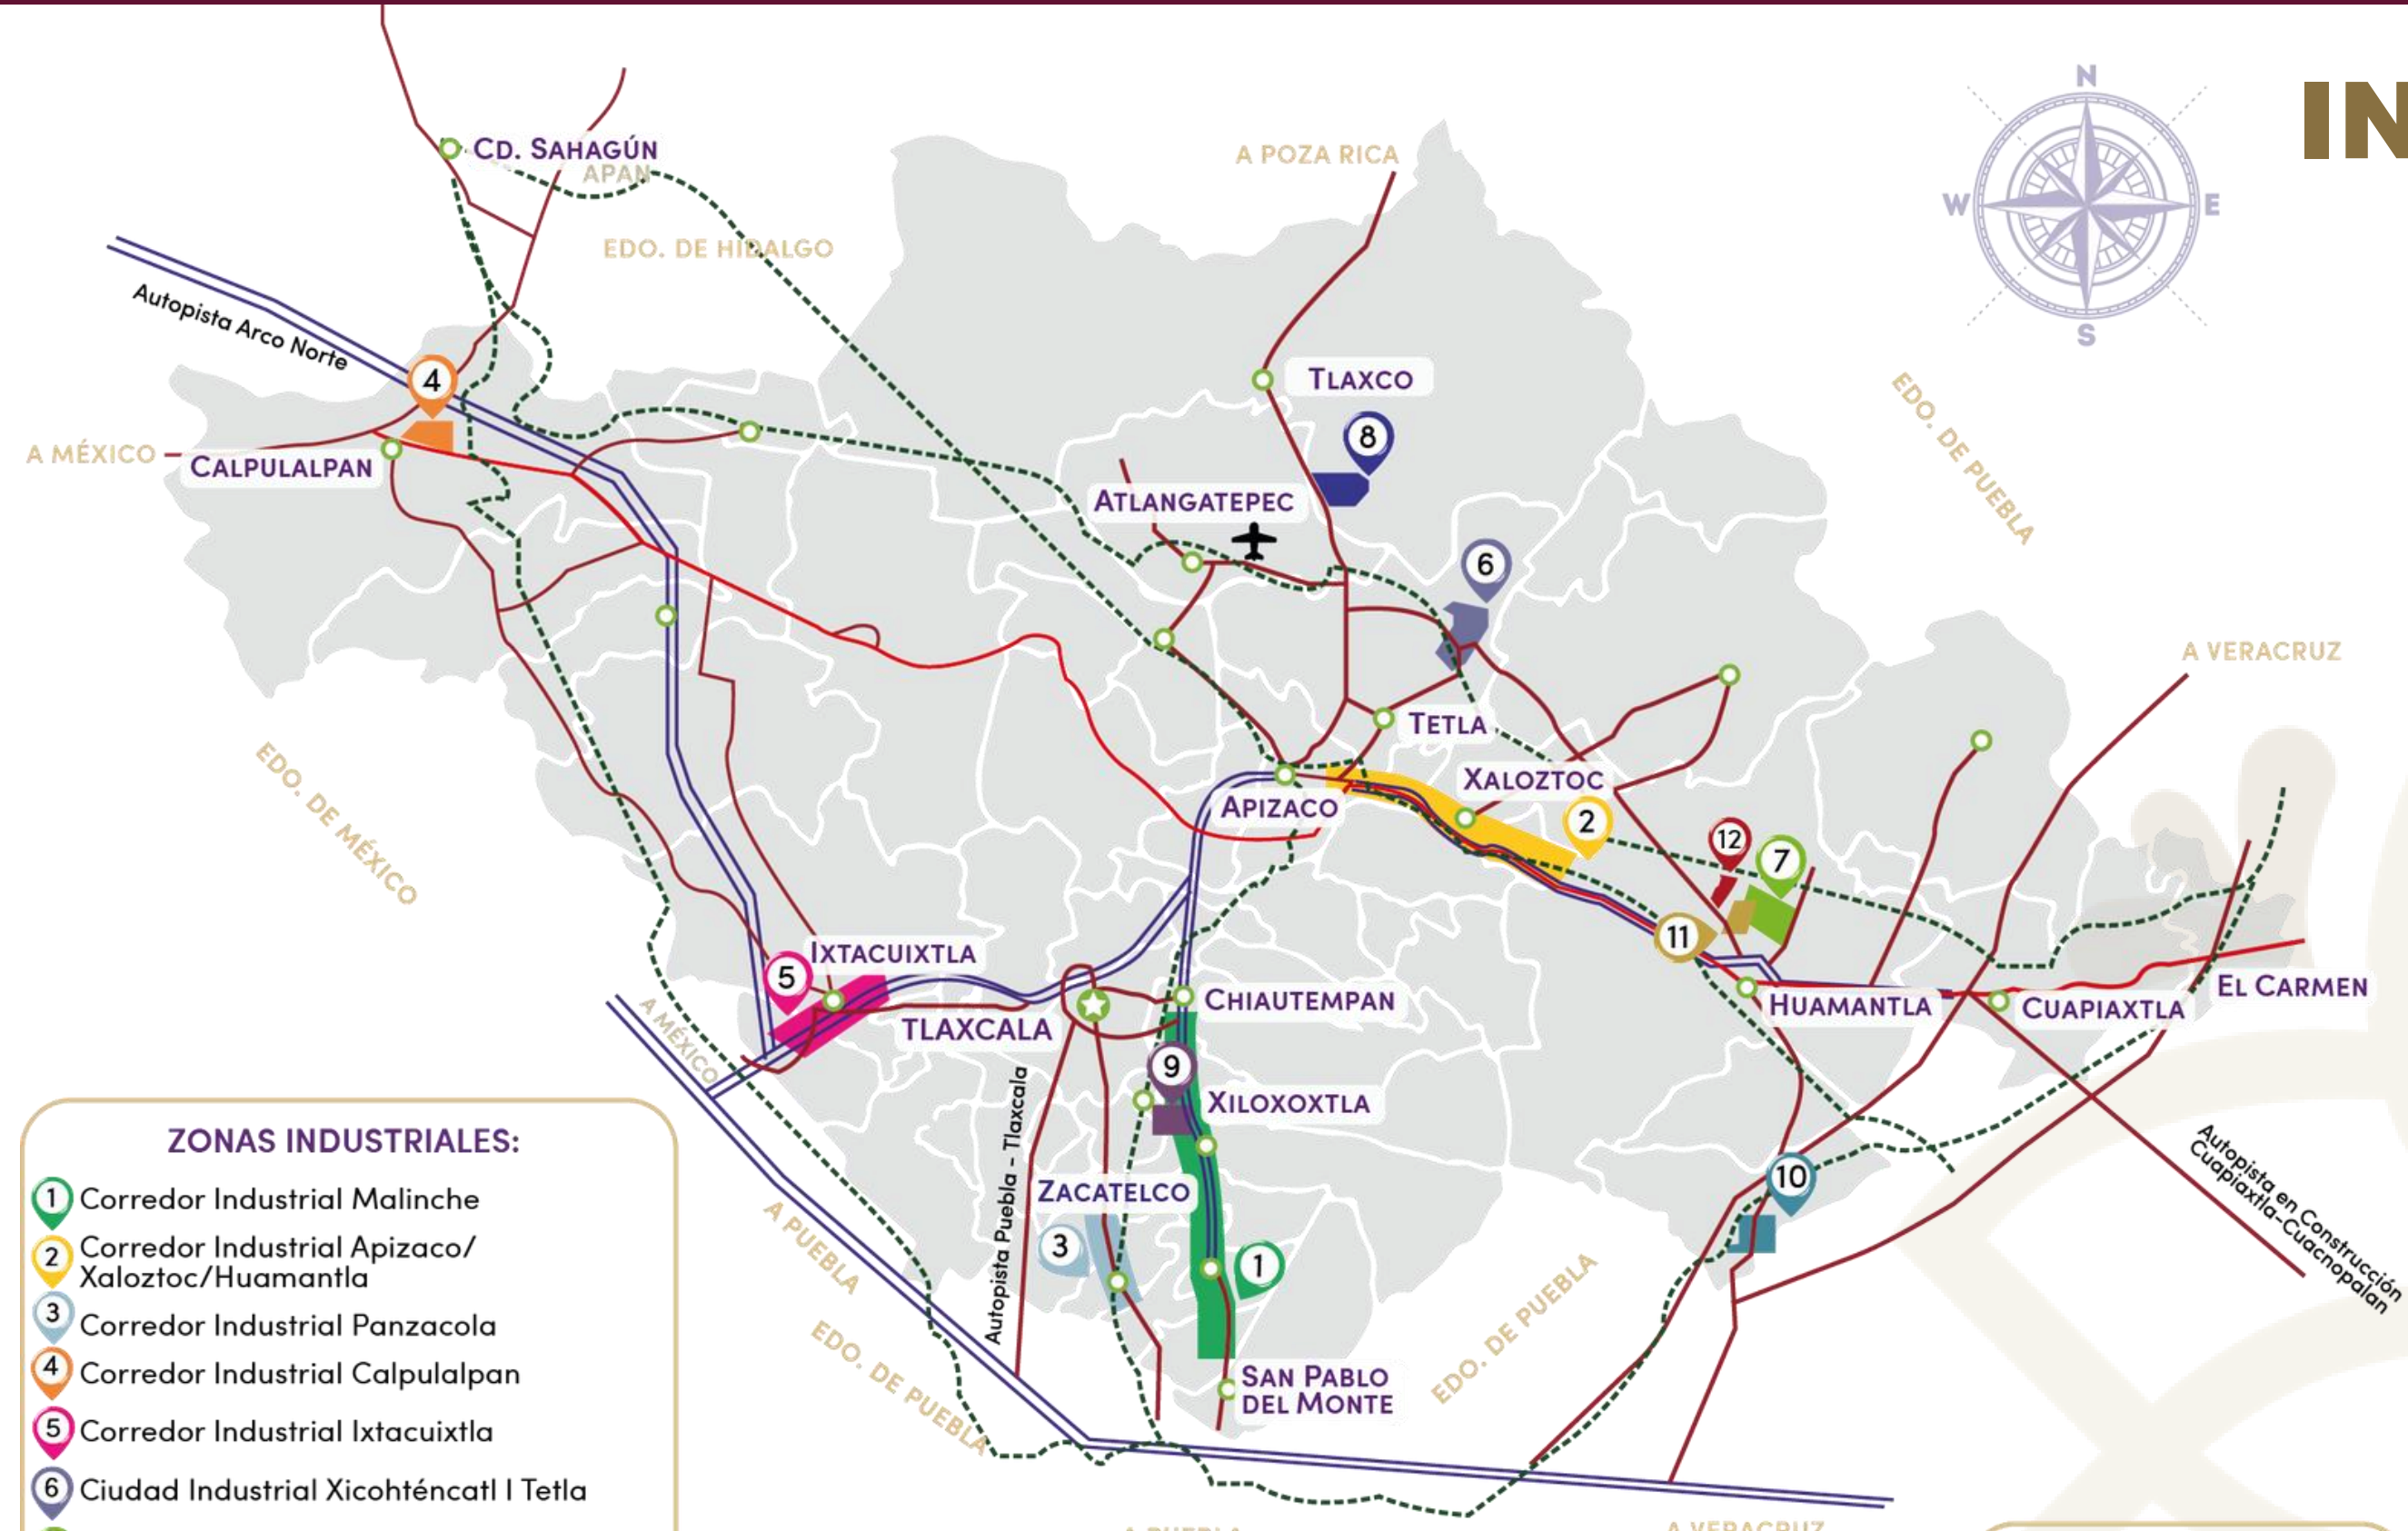 IN
N
W
E
S
CD. SAHAGÚN
APAN
A POZA RICA
EDO. DE HIDALGO
Autopista Arco Norte
4
TLAXCO
8
EDO. DE PUEBLA
A MÉXICO
CALPULALPAN
ATLANGATEPEC
6
A VERACRUZ
TETLA
XALOZTOC
APIZACO
2
12
7
EDO. DE MÉXICO
11
IXTACUIXTLA
5
A MÉXICO
TLAXCALA
CHIAUTEMPAN
HUAMANTLA
CUAPIAXTLA
EL CARMEN
9
XILOXOXTLA
Autopista Puebla - Tlaxcala
ZACATELCO
3
1
10
Autopista en Construcción
Cuapiaxtla-Cuacnopalan
A PUEBLA
EDO. DE PUEBLA
EDO. DE PUEBLA
SAN PABLO
DEL MONTE
A PUEBLA
A VERACRUZ
ZONAS INDUSTRIALES:
1 Corredor Industrial Malinche
2 Corredor Industrial Apizaco/
Xaloztoc/Huamantla
3 Corredor Industrial Panzacola
4 Corredor Industrial Calpulalpan
5 Corredor Industrial Ixtacuixtla
6 Ciudad Industrial Xicohténcatl I Tetla